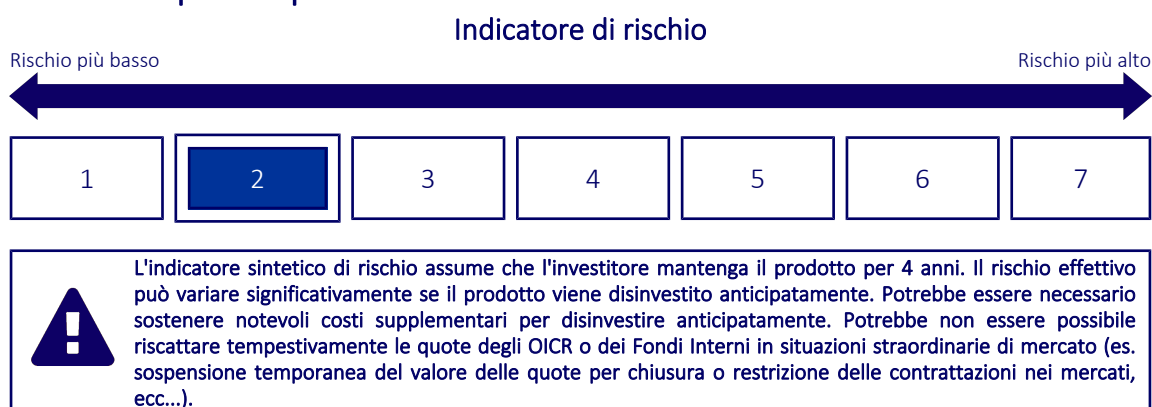 Indicatore di rischio
Rischio più basso
Rischio più alto
1
2
3
4
5
6
7
L'indicatore sintetico di rischio assume che l'investitore mantenga il prodotto per 4 anni. Il rischio effettivo
può variare significativamente se il prodotto viene disinvestito anticipatamente. Potrebbe essere necessario
sostenere notevoli costi supplementari per disinvestire anticipatamente. Potrebbe non essere possibile
riscattare tempestivamente le quote degli OICR o dei Fondi Interni in situazioni straordinarie di mercato (es.
sospensione temporanea del valore delle quote per chiusura o restrizione delle contrattazioni nei mercati,
ecc...).